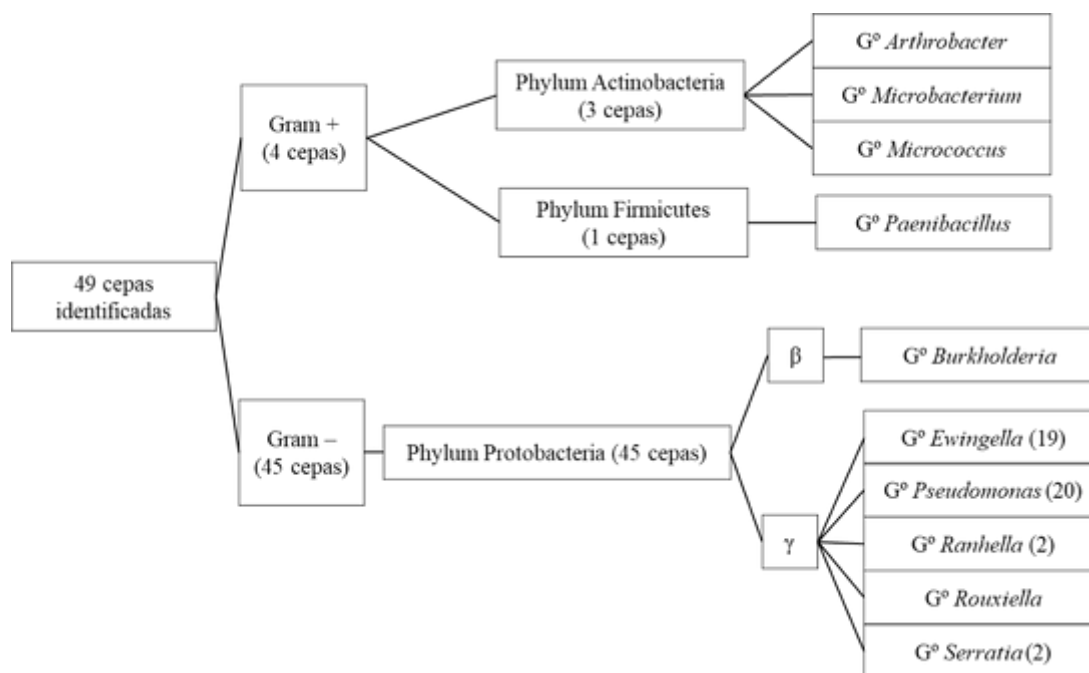 49 cepas
identificadas
Gram +
(4 cepas)
Phylum Actinobacteria
(3 cepas)
Gº Arthrobacter
Gº Microbacterium
Gº Micrococcus
Phylum Firmicutes
(1 cepas)
Gº Paenibacillus
Gram –
(45 cepas)
Phylum Protobacteria (45 cepas)
β
Gº Burkholderia
γ
Gº Ewingella (19)
Gº Pseudomonas (20)
Gº Ranhella (2)
Gº Rouxiella
Gº Serratia (2)